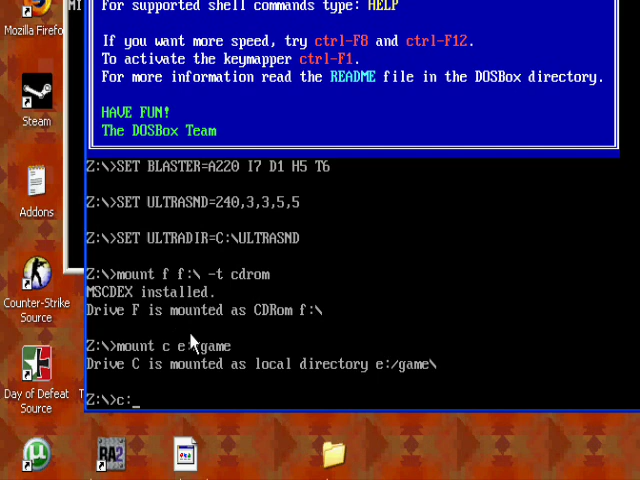 Mozilla Firefo
MI
For supported shell commands type: HELP
If you want more speed, try ctrl-F8 and ctrl-F12.
To activate the keymapper ctrl-F1.
For more information read the README file in the DOSBox directory.
HAVE FUN!
The DOSBox Team
Steam
Z:\>SET BLASTER=A220 I7 D1 H5 T6
Z:\>SET ULTRASND=240,3,3,5,5
Addons
Z:\>SET ULTRADIR=C:\ULTRASND
Z:\>mount f f:\ -t cdrom
MSCDEX installed.
Drive F is mounted as CDRom f:\
Counter-Strike
Source
Z:\>mount c e:/game
Drive C is mounted as local directory e:/game\
Z:\>c:_
Day of Defeat
Source
T
RA2